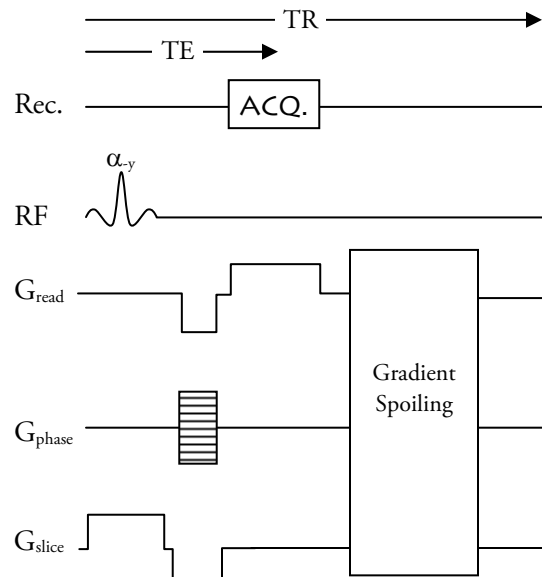 TR
TE
Rec.
ACQ.
α-y
RF
Gread
Gradient
Spoiling
Gphase
Gslice